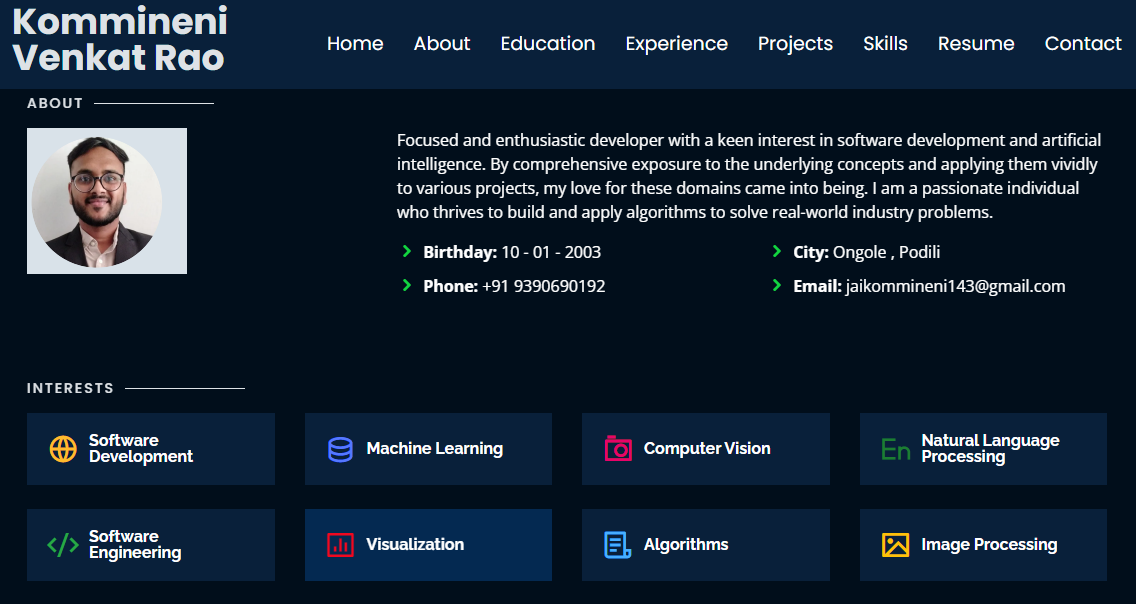 Kommineni
Venkat Rao
Home About Education Experience Projects Skills Resume Contact
ABOUT
Focused and enthusiastic developer with a keen interest in software development and artificial
intelligence. By comprehensive exposure to the underlying concepts and applying them vividly
to various projects, my love for these domains came into being. I am a passionate individual
who thrives to build and apply algorithms to solve real-world industry problems.
Birthday: 10 - 01 - 2003
City: Ongole , Podili
Phone: +91 9390690192
Email: jaikommineni143@gmail.com
INTERESTS
Software
Development
Machine Learning
Computer Vision
En
Natural Language
Processing
</>
Software
Engineering
Visualization
Algorithms
Image Processing